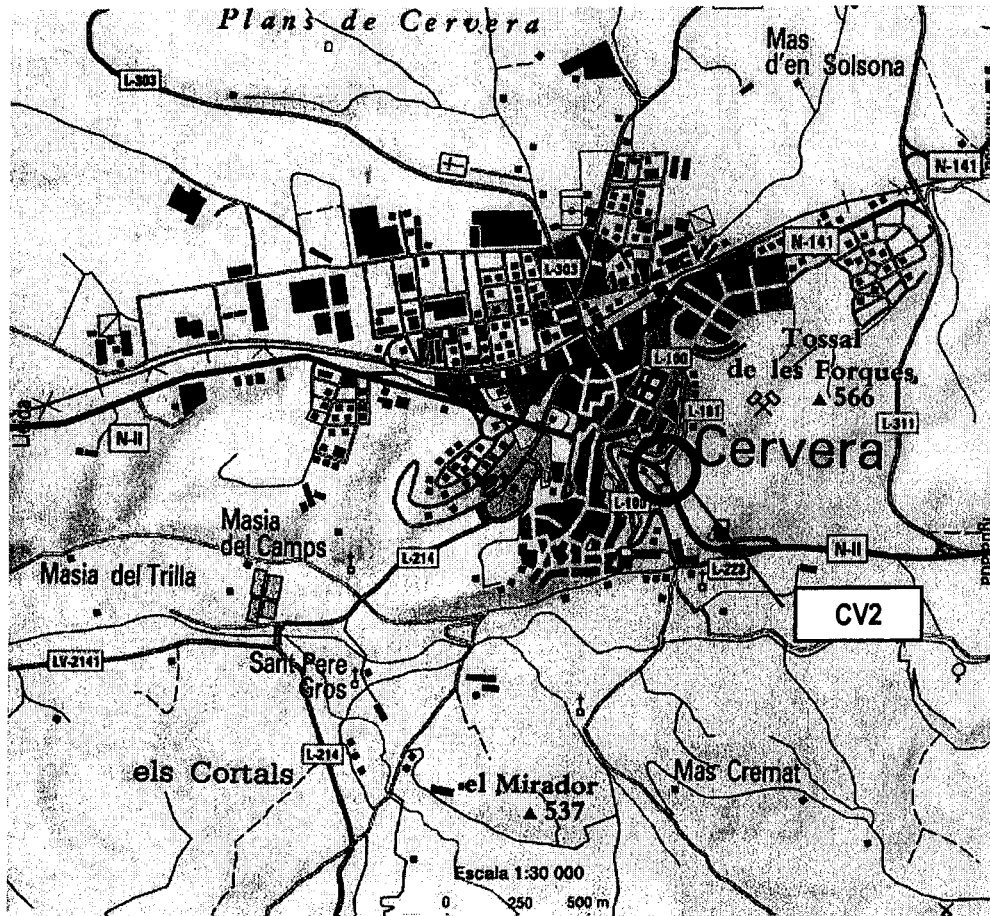 Plans de Cervera
L-303
Mas
d'en Solsona
N-141
N-141
L-303
Tossal
de les Forques
▲ 566
L-100
L-101
L-311
Cervera
N-II
Masia
del Camps
L-214
Masia del Trilla
L-223
N-II
CV2
LV-2141
Sant Pere
Gros
els Cortals
L-214
el Mirador
▲ 537
Mas Cremat
Escala 1:30 000
0 250 500 m